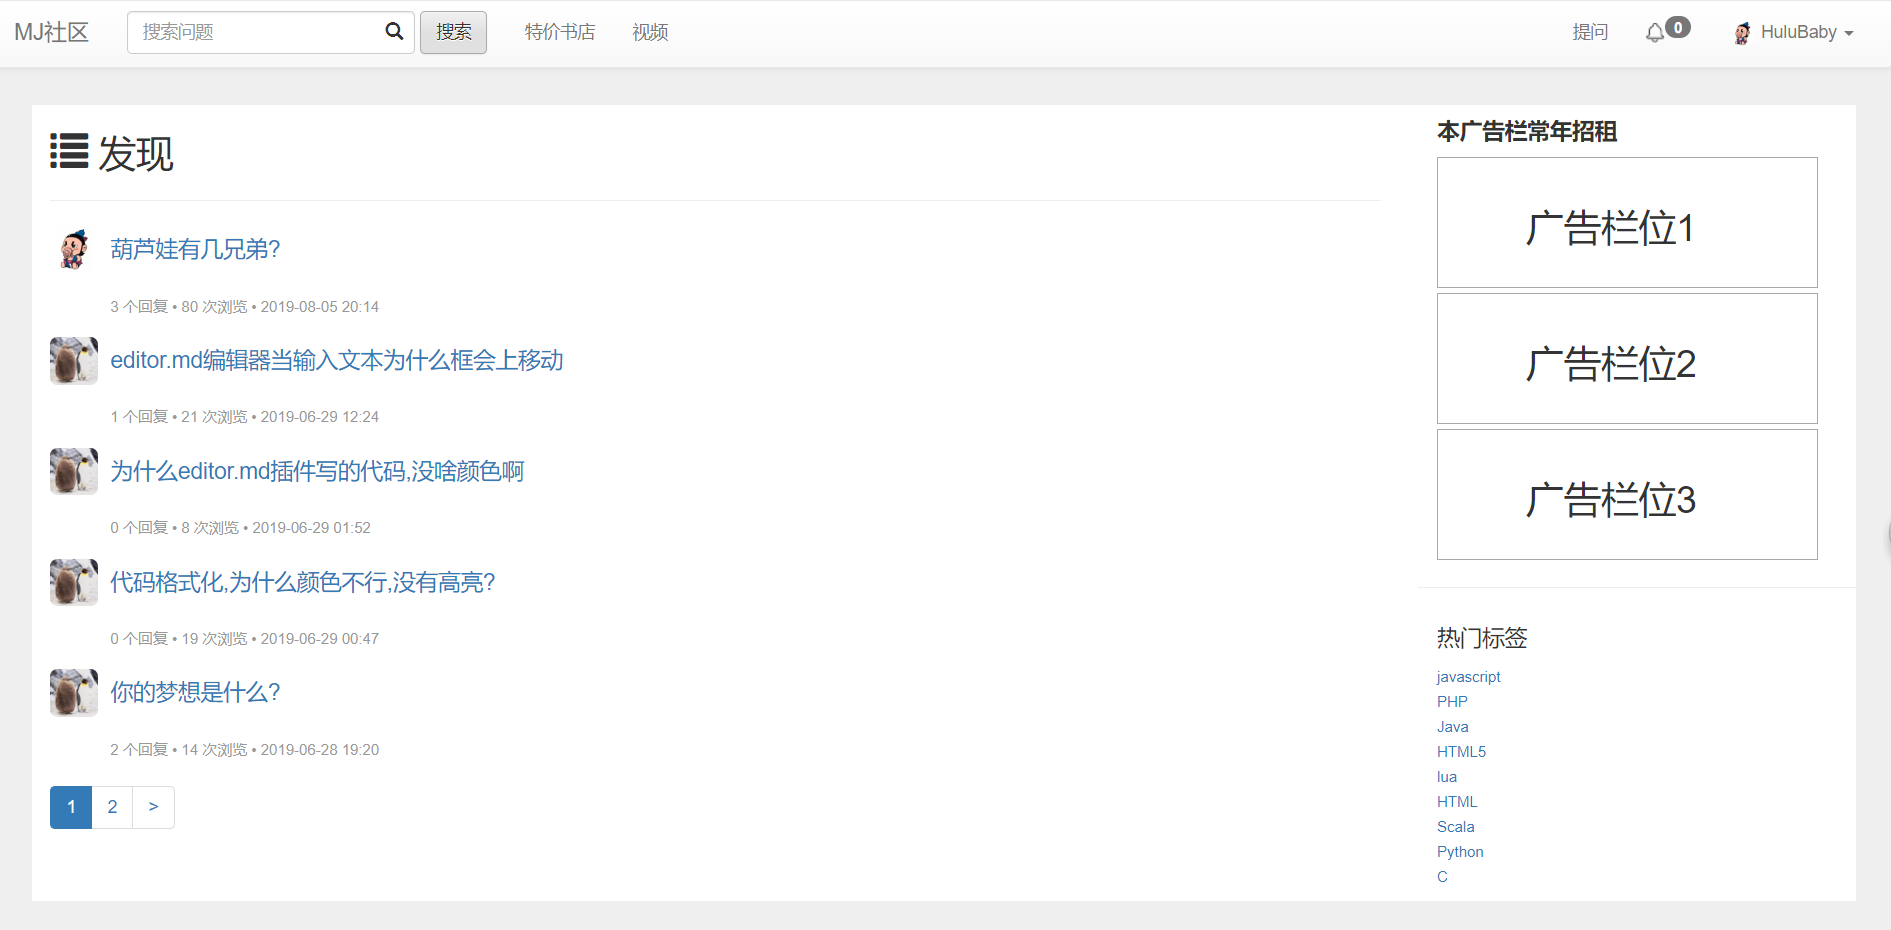 MJ社区 搜索问题 搜索 特价书店 视频 提问 0 HuluBaby
发现
葫芦娃有几兄弟?
3 个回复 • 80 次浏览 • 2019-08-05 20:14
editor.md编辑器当输入文本为什么框会上移动
1 个回复 • 21 次浏览 • 2019-06-29 12:24
为什么editor.md插件写的代码,没啥颜色啊
0 个回复 • 8 次浏览 • 2019-06-29 01:52
代码格式化,为什么颜色不行,没有高亮?
0 个回复 • 19 次浏览 • 2019-06-29 00:47
你的梦想是什么?
2 个回复 • 14 次浏览 • 2019-06-28 19:20
1 2 >
本广告栏常年招租
广告栏位1
广告栏位2
广告栏位3
热门标签
javascript
PHP
Java
HTML5
lua
HTML
Scala
Python
C